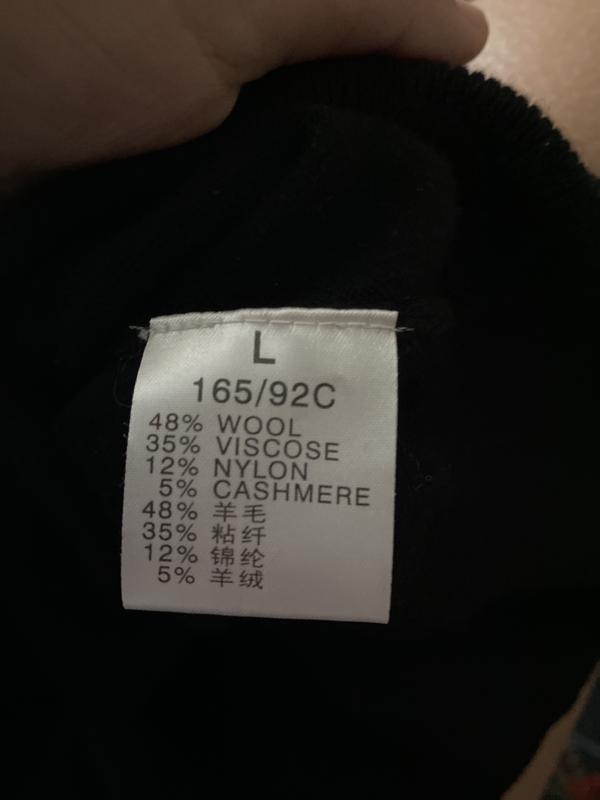 L
165/92C
48% WOOL
35% VISCOSE
12% NYLON
5% CASHMERE
48% 羊毛
35% 粘纤
12% 锦纶
5% 羊绒